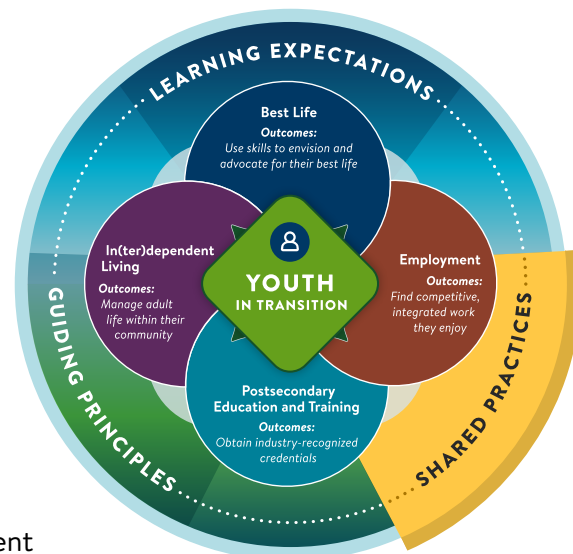 LEARNING EXPECTATIONS
Best Life
Outcomes:
Use skills to envision and
advocate for their best life
In(ter)dependent
Living
Outcomes:
Manage adult
life within their
community
YOUTH
IN TRANSITION
Employment
Outcomes:
Find competitive,
integrated work
they enjoy
Postsecondary
Education and Training
Outcomes:
Obtain industry-recognized
credentials
GUIDING PRINCIPLES
SHARED PRACTICES
ent